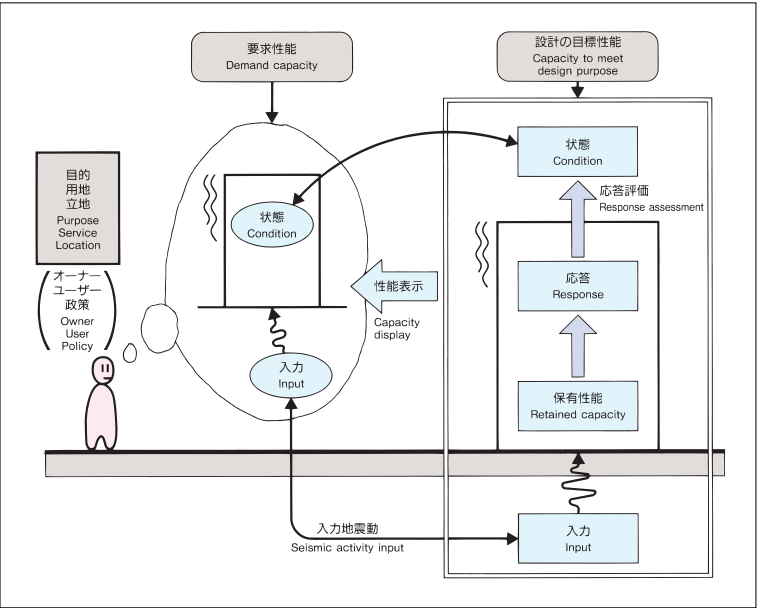 要求性能
Demand capacity
設計の目標性能
Capacity to meet
design purpose
目的
用地
立地
Purpose
Service
Location
オーナー
ユーザー
政策
Owner
User
Policy
状態
Condition
入力
Input
性能表示
Capacity
display
状態
Condition
応答評価
Response assessment
応答
Response
保有性能
Retained capacity
入力地震動
Seismic activity input
入力
Input